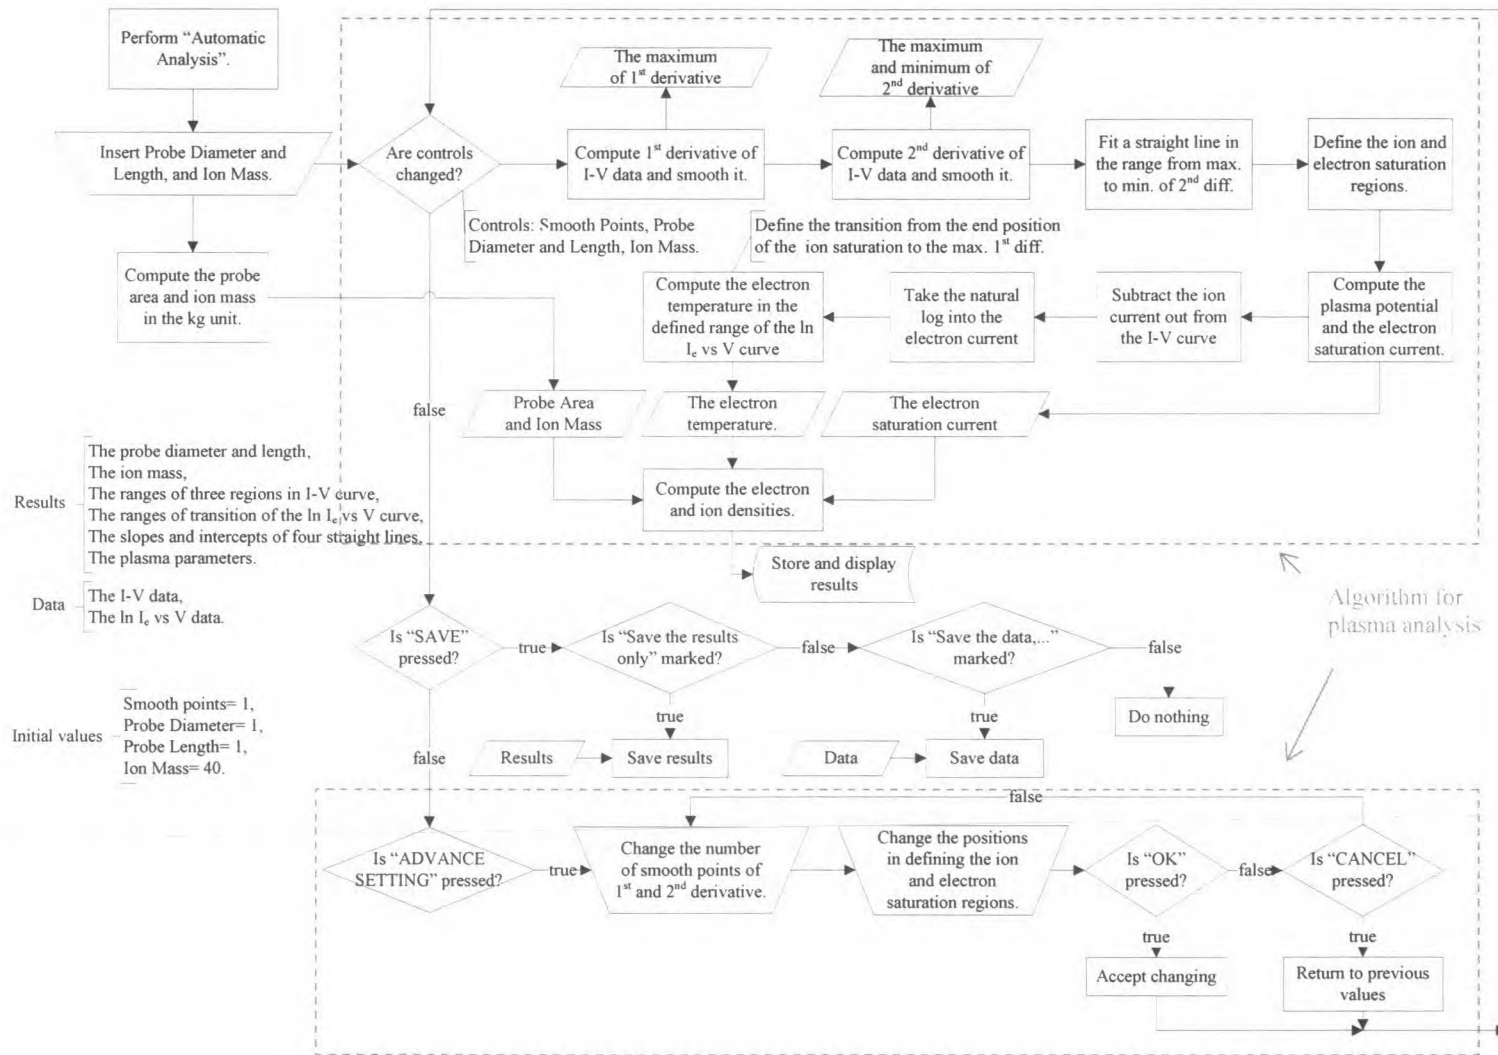 Perform “Automatic
Analysis”.
Insert Probe Diameter and
Length, and Ion Mass.
Compute the probe
area and ion mass
in the kg unit.
The maximum
of 1st derivative
The maximum
and minimum of
2nd derivative
Are controls
changed?
Compute 1st derivative of
I-V data and smooth it.
Compute 2nd derivative of
I-V data and smooth it.
Fit a straight line in
the range from max.
to min. of 2nd diff.
Define the ion and
electron saturation
regions.
Controls: Smooth Points, Probe
Diameter and Length, Ion Mass.
Define the transition from the end position
of the ion saturation to the max. 1st diff.
Compute the electron
temperature in the
defined range of the ln
Ie vs V curve
Take the natural
log into the
electron current
Subtract the ion
current out from
the I-V curve
Compute the
plasma potential
and the electron
saturation current.
false
Probe Area
and Ion Mass
The electron
temperature.
The electron
saturation current
Compute the electron
and ion densities.
Store and display
results
Results
The probe diameter and length,
The ion mass,
The ranges of three regions in I-V curve,
The ranges of transition of the ln Ie vs V curve,
The slopes and intercepts of four straight lines,
The plasma parameters.
Data
The I-V data,
The ln Ie vs V data.
Algorithm for
plasma analysis
Is “SAVE”
pressed?
true
Is “Save the results
only” marked?
false
Is “Save the data,...”
marked?
false
Do nothing
true
true
Results
Save results
Data
Save data
Initial values
Smooth points= 1,
Probe Diameter= 1,
Probe Length= 1,
Ion Mass= 40.
false
false
Is “ADVANCE
SETTING” pressed?
true
Change the number
of smooth points of
1st and 2nd derivative.
Change the positions
in defining the ion
and electron
saturation regions.
Is “OK”
pressed?
false
Is “CANCEL”
pressed?
true
true
Accept changing
Return to previous
values